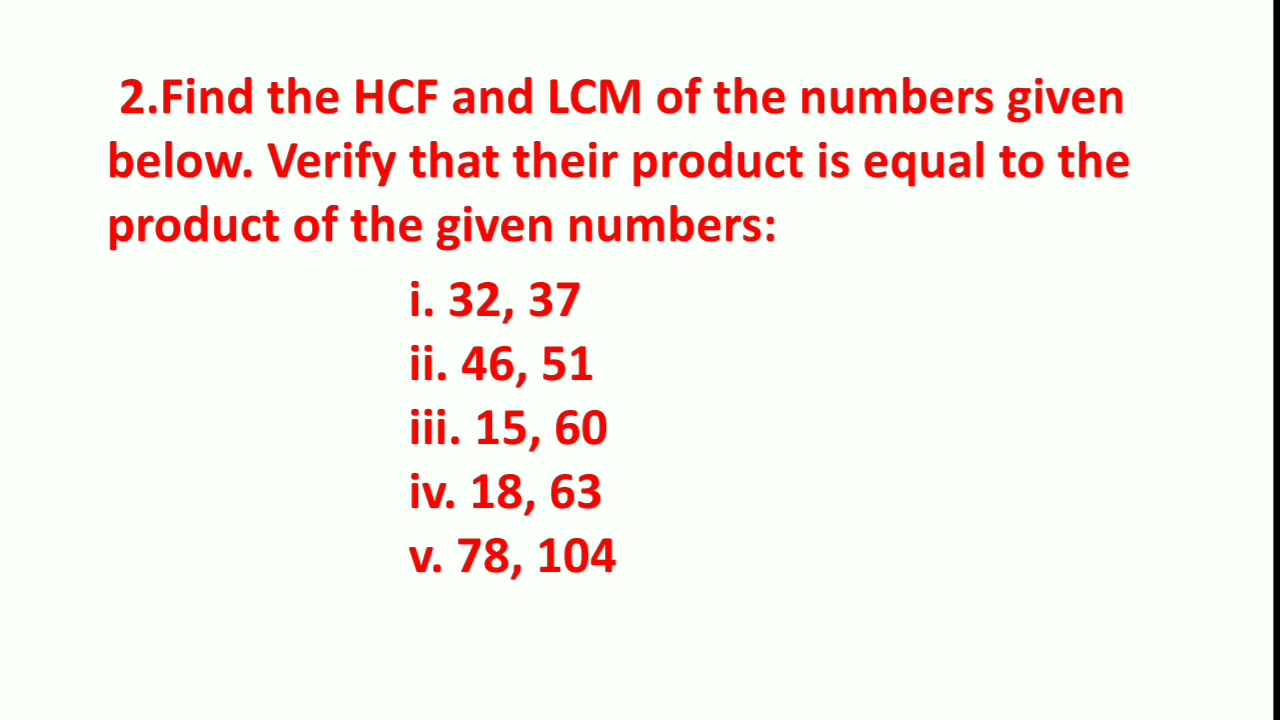 2.Find the HCF and LCM of the numbers given
below. Verify that their product is equal to the
product of the given numbers:
i. 32, 37
ii. 46, 51
iii. 15, 60
iv. 18, 63
v. 78, 104